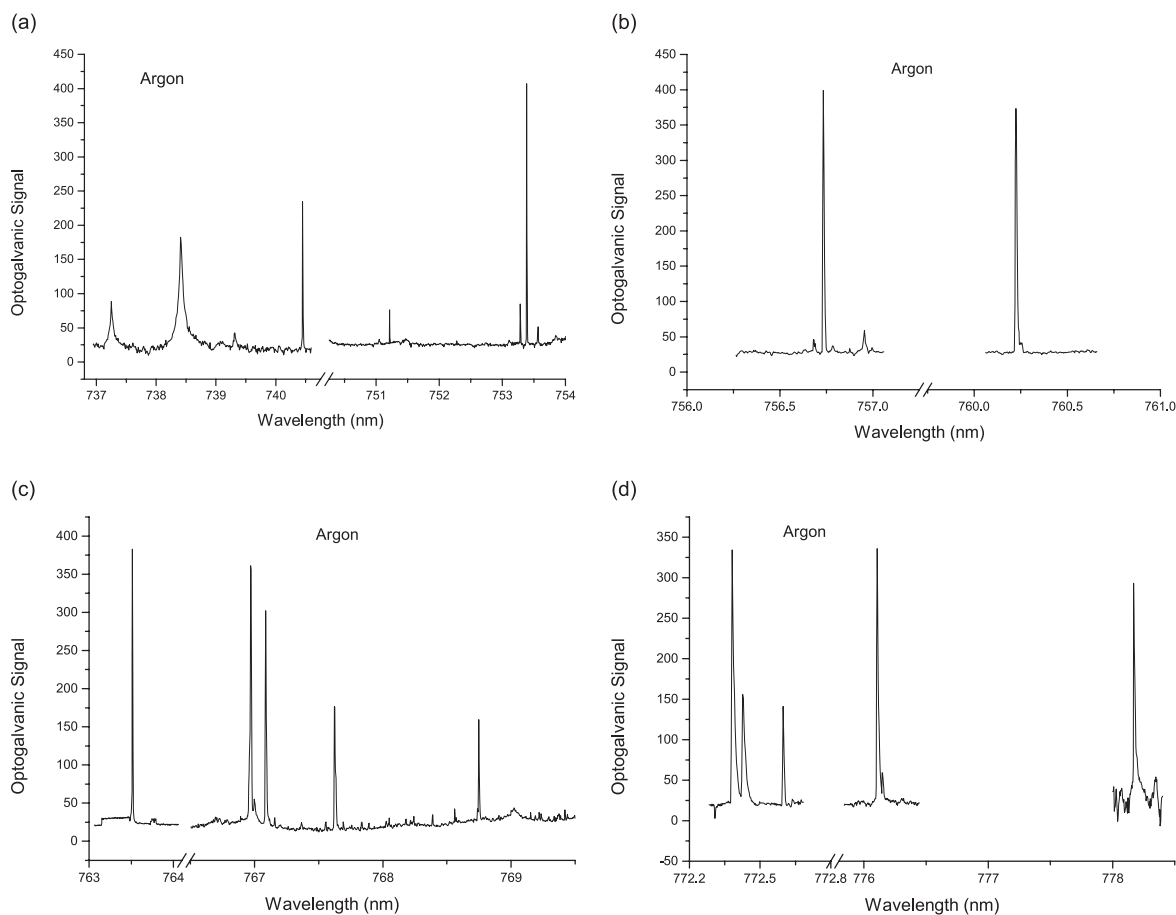 (a)
450
400
350
300
250
200
150
100
50
0
Optogalvanic Signal
Argon
737 738 739 740 751 752 753 754
Wavelength (nm)
(b)
450
400
350
300
250
200
150
100
50
0
Optogalvanic Signal
Argon
756.0 756.5 757.0 760.0 760.5 761.0
Wavelength (nm)
(c)
400
350
300
250
200
150
100
50
0
Optogalvanic Signal
Argon
763 764 767 768 769
Wavelength (nm)
(d)
350
300
250
200
150
100
50
0
-50
Optogalvanic Signal
Argon
772.2 772.5 772.8 776 777 778
Wavelength (nm)